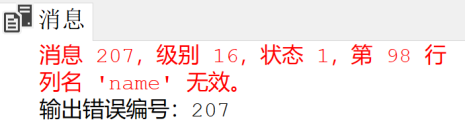 消息
消息 207，级别 16，状态 1，第 98 行
列名 'name' 无效。
输出错误编号：207